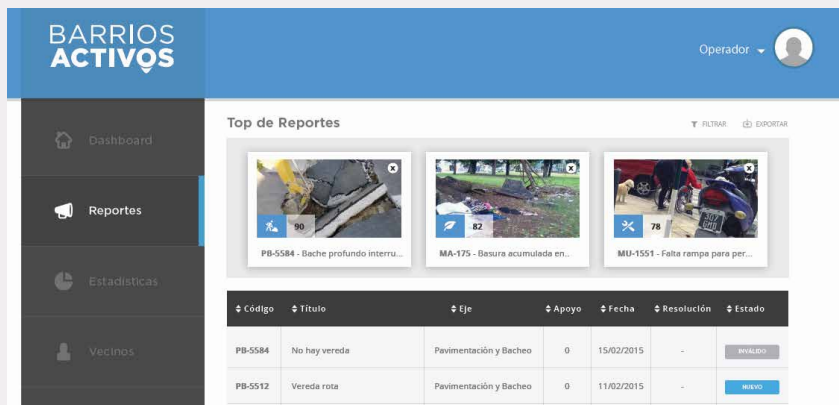 BARRIOS
ACTIVOS
Operador
Dashboard
Reportes
Estadísticas
Vecinos
Top de Reportes
FILTRAR EXPORTAR
90
PB-5584 - Bache profundo interru...
82
MA-175 - Basura acumulada en..
78
MU-1551 - Falta rampa para per...
Código Título Eje Apoyo Fecha Resolución Estado
PB-5584 No hay vereda Pavimentación y Bacheo 0 15/02/2015 - INVÁLIDO
PB-5512 Vereda rota Pavimentación y Bacheo 0 11/02/2015 - NUEVO